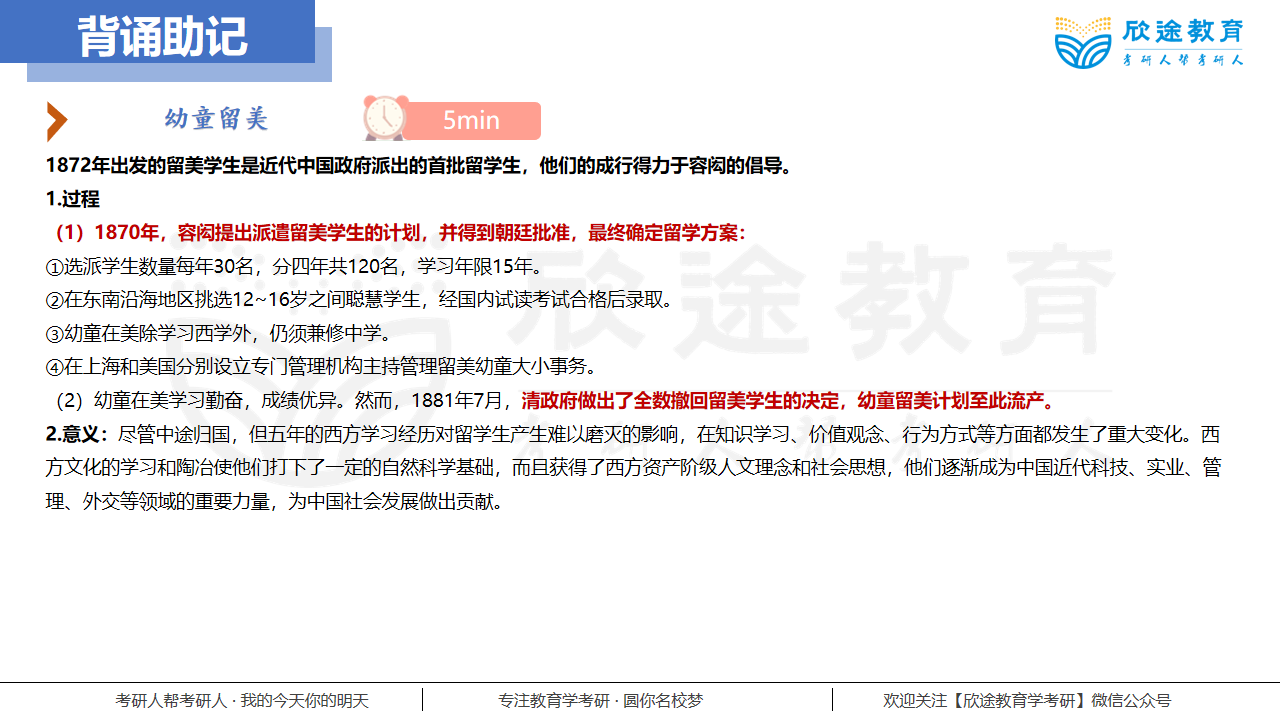 背诵助记
欣途教育
考研人帮考研人
幼童留美
5min
1872年出发的留美学生是近代中国政府派出的首批留学生，他们的成行得力于容闳的倡导。
1.过程
（1）1870年，容闳提出派遣留美学生的计划，并得到朝廷批准，最终确定留学方案：
①选派学生数量每年30名，分四年共120名，学习年限15年。
②在东南沿海地区挑选12~16岁之间聪慧学生，经国内试读考试合格后录取。
③幼童在美除学习西学外，仍须兼修中学。
④在上海和美国分别设立专门管理机构主持管理留美幼童大小事务。
（2）幼童在美学习勤奋，成绩优异。然而，1881年7月，清政府做出了全数撤回留美学生的决定，幼童留美计划至此流产。
2.意义：尽管中途归国，但五年的西方学习经历对留学生产生难以磨灭的影响，在知识学习、价值观念、行为方式等方面都发生了重大变化。西
方文化的学习和陶冶使他们打下了一定的自然科学基础，而且获得了西方资产阶级人文理念和社会思想，他们逐渐成为中国近代科技、实业、管
理、外交等领域的重要力量，为中国社会发展做出贡献。
欣途教育
考研人帮考研人
考研人帮考研人 · 我的今天你的明天
专注教育学考研 · 圆你名校梦
欢迎关注【欣途教育学考研】微信公众号